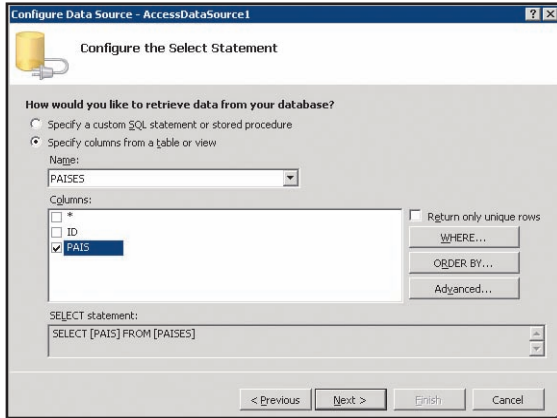 Configure Data Source - AccessDataSource1
Configure the Select Statement
How would you like to retrieve data from your database?
Specify a custom SQL statement or stored procedure
Specify columns from a table or view
Name:
PAISES
Columns:
*
ID
PAIS
Return only unique rows
WHERE...
ORDER BY...
Advanced...
SELECT statement:
SELECT [PAIS] FROM [PAISES]
< Previous
Next >
Finish
Cancel